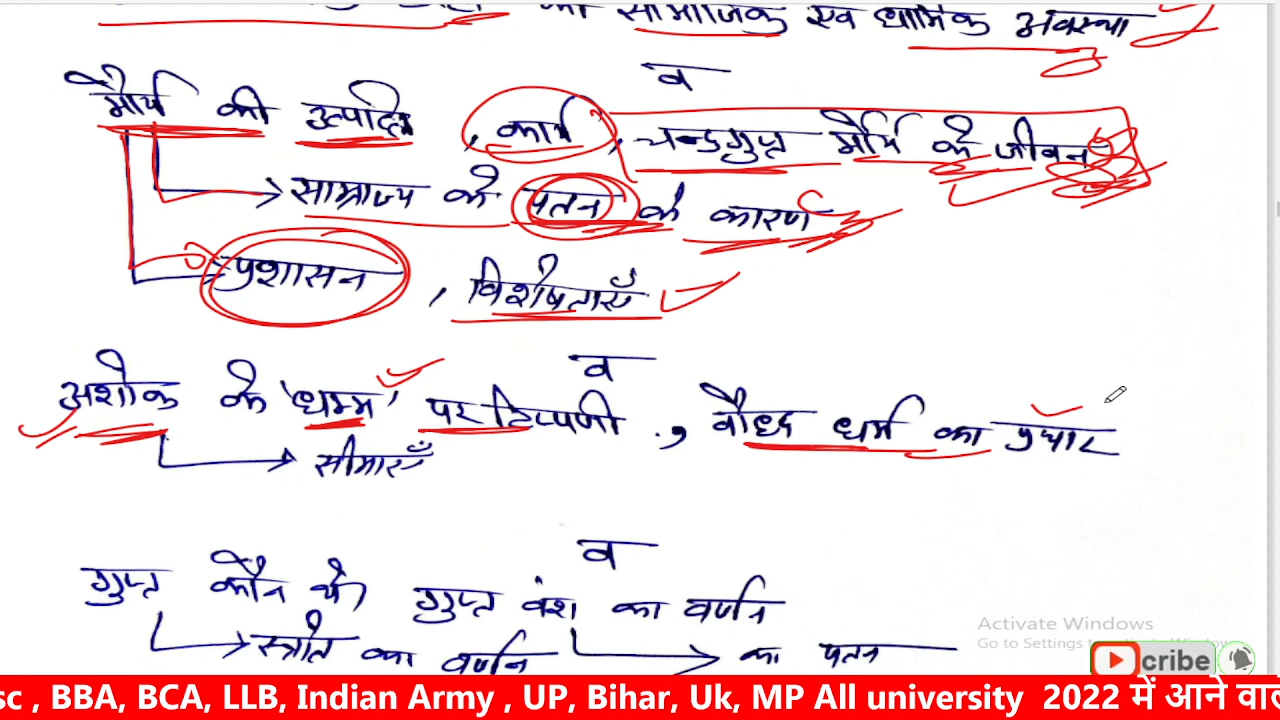 की सामाजिक एवं धार्मिक अवस्था
व
मौर्य की उत्पत्ति , कार्य , चन्द्रगुप्त मौर्य के जीवन
साम्राज्य के पतन के कारण
प्रशासन , विशेषताएँ
व
अशोक के 'धम्म' पर टिप्पणी , बौध्द धर्म का प्रचार
सीमाएँ
व
गुप्त कौन थे, गुप्त वंश का वर्णन
स्त्रोत का वर्णन का पतन
Activate Windows
Go to Settings to
cribe
sc , BBA, BCA, LLB, Indian Army , UP, Bihar, Uk, MP All university 2022 में आने वाल